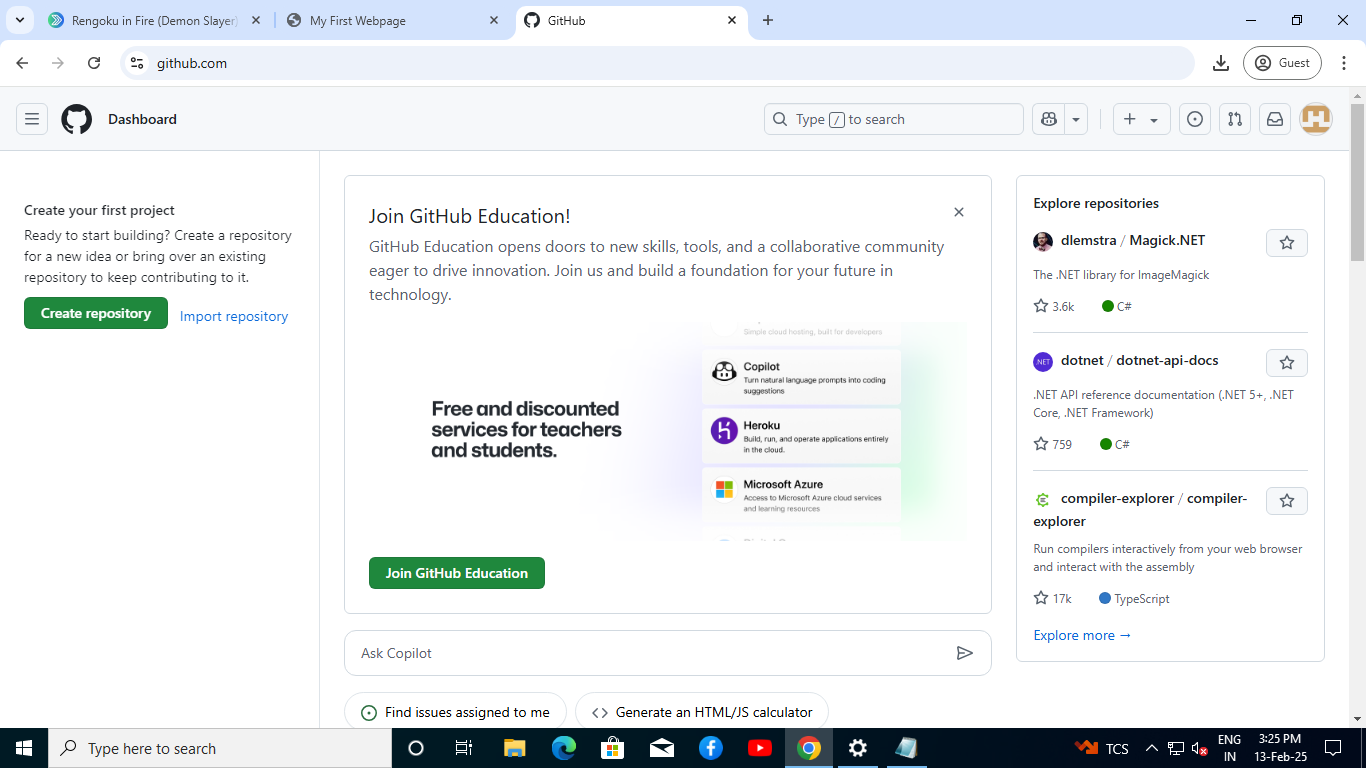 Rengoku in Fire (Demon Slayer)
My First Webpage
GitHub
github.com
Guest
Dashboard
Type / to search
Create your first project
Ready to start building? Create a repository
for a new idea or bring over an existing
repository to keep contributing to it.
Create repository
Import repository
Join GitHub Education!
GitHub Education opens doors to new skills, tools, and a collaborative community
eager to drive innovation. Join us and build a foundation for your future in
technology.
Free and discounted
services for teachers
and students.
Simple cloud hosting, built for developers
Copilot
Turn natural language prompts into coding
suggestions
Heroku
Build, run, and operate applications entirely
in the cloud.
Microsoft Azure
Access to Microsoft Azure cloud services
and learning resources
Join GitHub Education
Ask Copilot
Find issues assigned to me
Generate an HTML/JS calculator
Explore repositories
dlemstra / Magick.NET
The .NET library for ImageMagick
3.6k
C#
.NET
dotnet / dotnet-api-docs
.NET API reference documentation (.NET 5+, .NET
Core, .NET Framework)
759
C#
compiler-explorer / compiler-
explorer
Run compilers interactively from your web browser
and interact with the assembly
17k
TypeScript
Explore more →
Type here to search
TCS
ENG
IN
3:25 PM
13-Feb-25